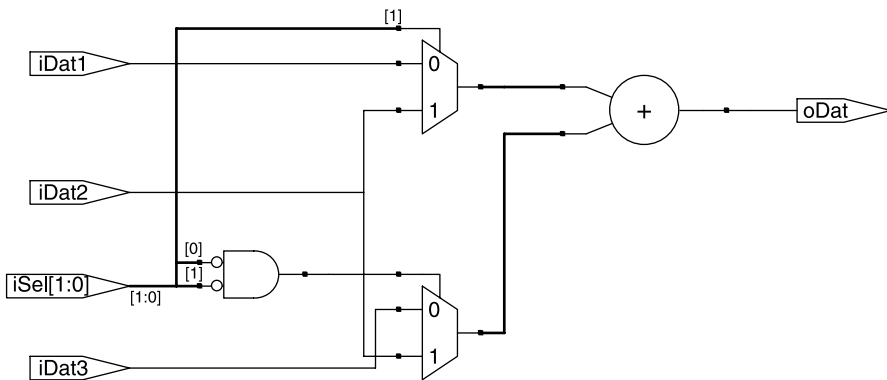 [1]
iDat1
0
1
+
oDat
iDat2
[0]
[1]
iSel[1:0]
[1:0]
0
1
iDat3